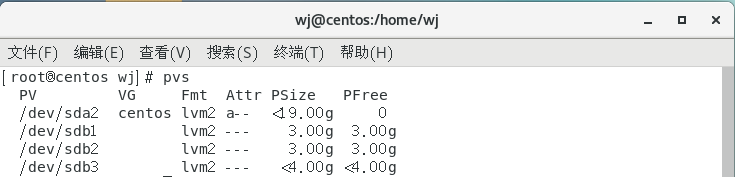 wj@centos:/home/wj
文件(F) 编辑(E) 查看(V) 搜索(S) 终端(T) 帮助(H)
[root@centos wj]# pvs
PV VG Fmt Attr PSize PFree
/dev/sda2 centos lvm2 a-- <19.00g 0
/dev/sdb1 lvm2 --- 3.00g 3.00g
/dev/sdb2 lvm2 --- 3.00g 3.00g
/dev/sdb3 lvm2 --- <4.00g <4.00g